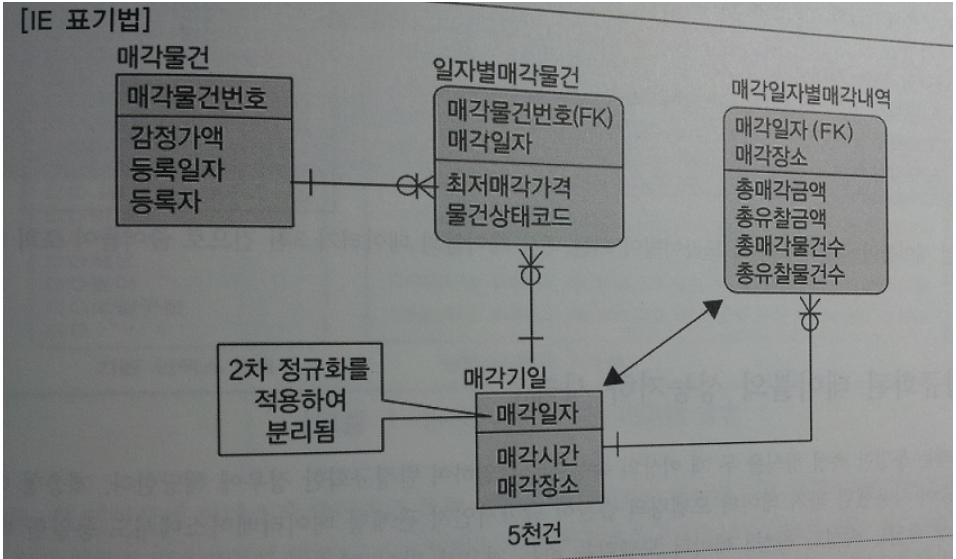 [IE 표기법]
매각물건
매각물건번호
감정가액
등록일자
등록자
일자별매각물건
매각물건번호(FK)
매각일자
최저매각가격
물건상태코드
매각일자별매각내역
매각일자 (FK)
매각장소
총매각금액
총유찰금액
총매각물건수
총유찰물건수
2차 정규화를
적용하여
분리됨
매각기일
매각일자
매각시간
매각장소
5천건